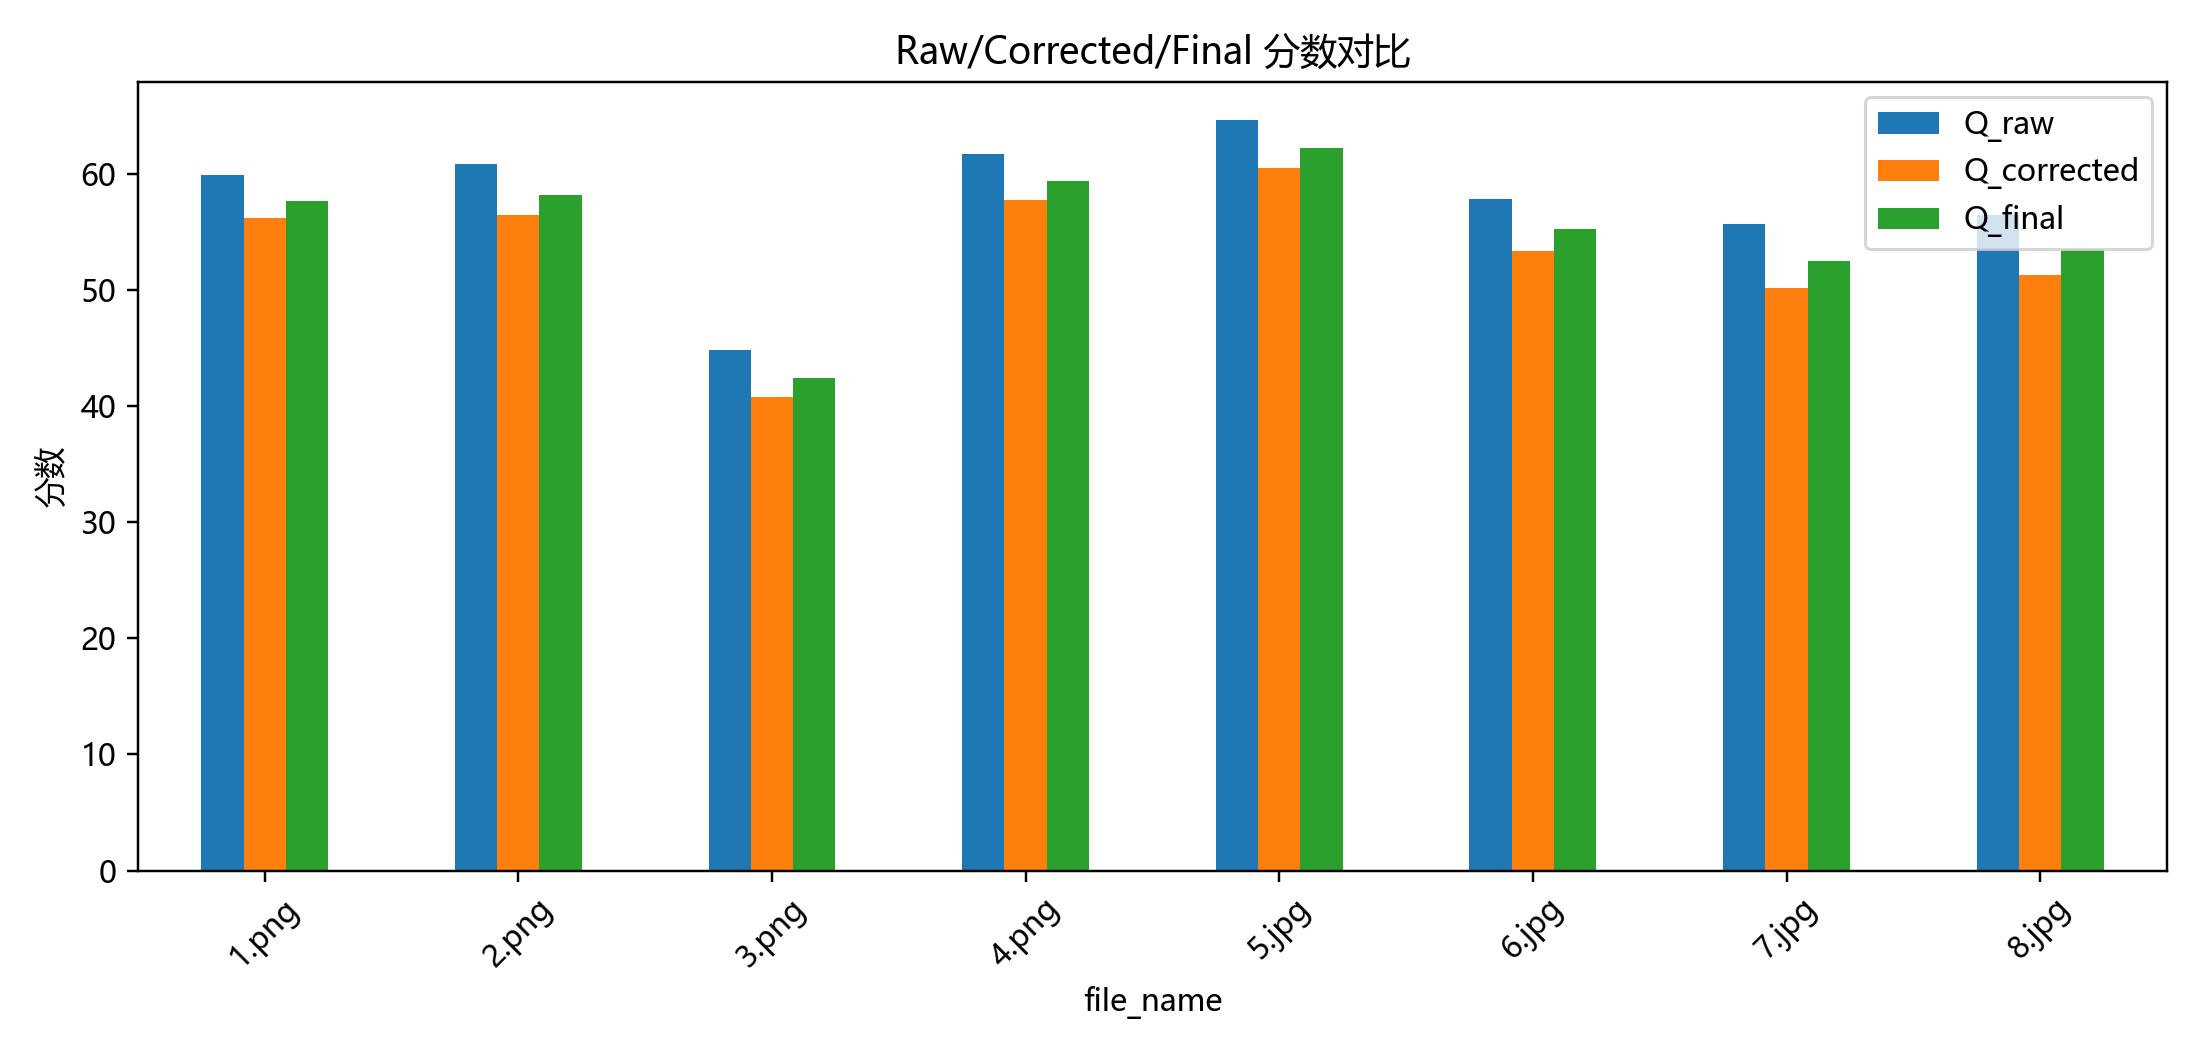 Raw/Corrected/Final 分数对比
Q_raw
Q_corrected
Q_final
分数
60
50
40
30
20
10
0
1.png
2.png
3.png
4.png
5.jpg
6.jpg
7.jpg
8.jpg
file_name